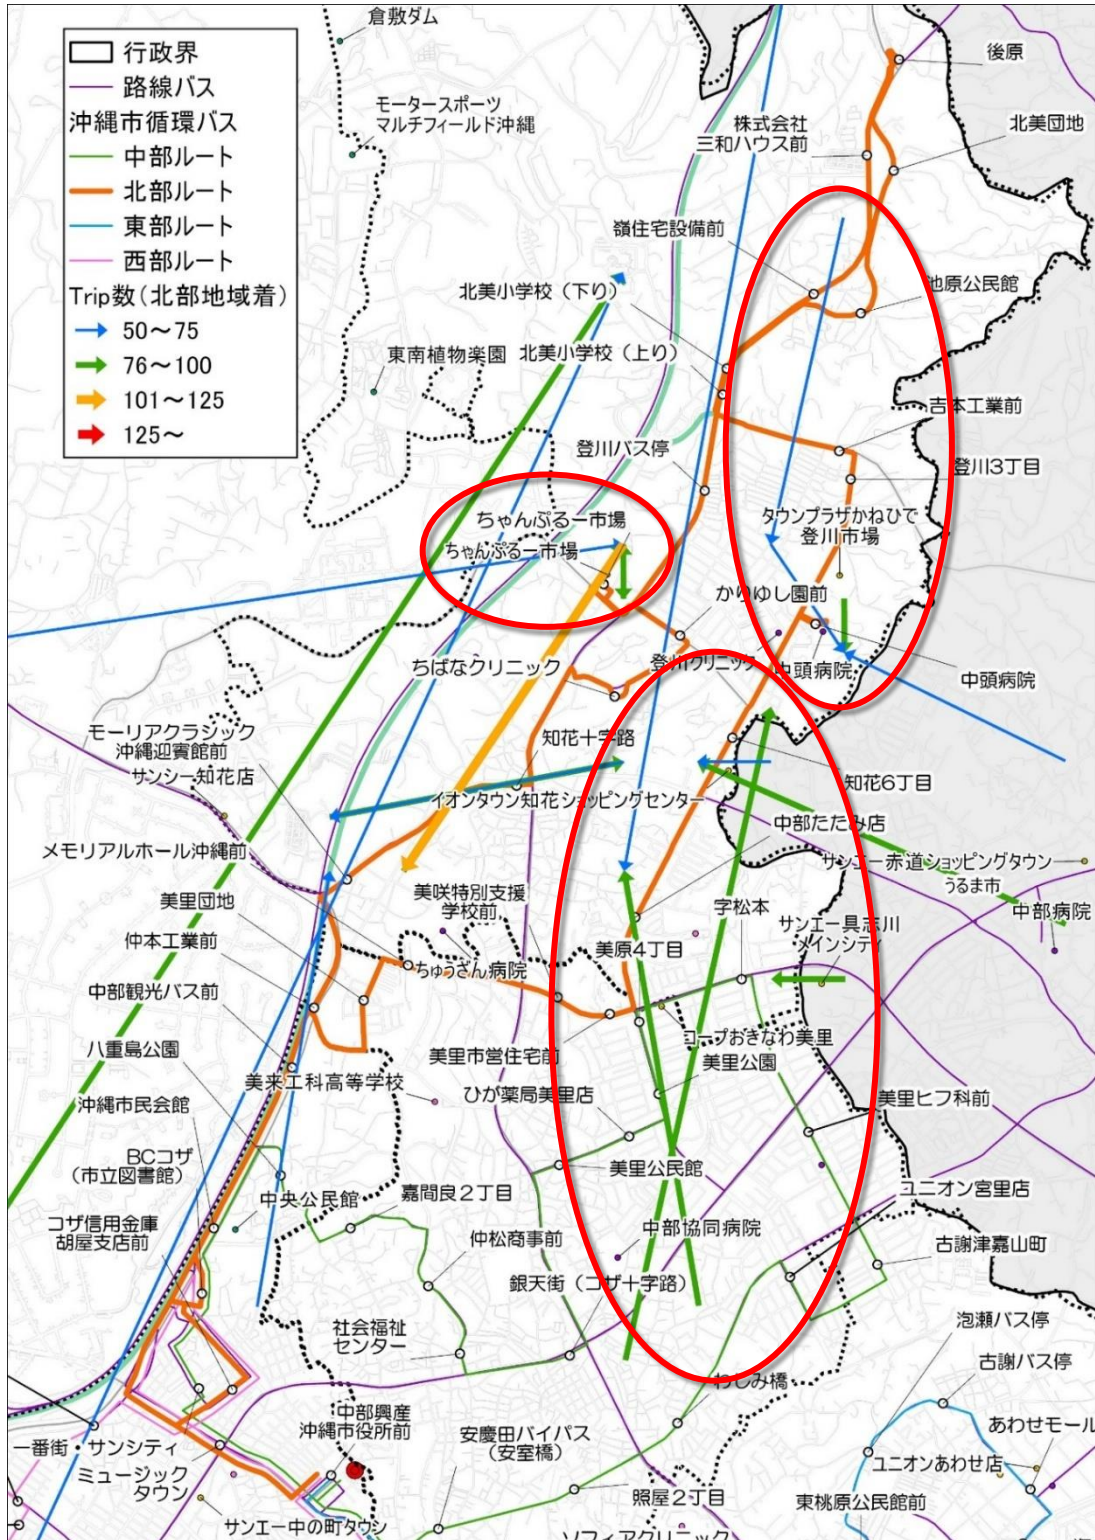 行政界
路線バス
沖縄市循環バス
中部ルート
北部ルート
東部ルート
西部ルート
Trip数(北部地域着)
50～75
76～100
101～125
125～
倉敷ダム
モータースポーツ
マルチフィールド沖縄
後原
株式会社
三和ハウス前
北美団地
嶺住宅設備前
北美小学校（下り）
池原公民館
東南植物楽園
北美小学校（上り）
吉本工業前
登川バス停
登川3丁目
ちゃんぷるー市場
ちゃんぷるー市場
タウンプラザかねひで
登川市場
かりゆし園前
ちばなクリニック
登川クリニック
中頭病院
中頭病院
モーリアクラシック
沖縄迎賓館前
サンシー知花店
知花十字路
イオンタウン知花ショッピングセンター
知花6丁目
中部たたみ店
メモリアルホール沖縄前
サンエー赤道ショッピングタウン
うるま市
美里団地
美咲特別支援
学校前
字松本
中部病院
仲本工業前
美原4丁目
サンエー具志川
メインシティ
ちゅうざん病院
中部観光バス前
コープおきなわ美里
八重島公園
美里市営住宅前
美里公園
美来工科高等学校
ひが薬局美里店
美里ヒフ科前
沖縄市民会館
BCコザ
（市立図書館）
美里公民館
中央公民館
嘉間良２丁目
ユニオン宮里店
コザ信用金庫
胡屋支店前
仲松商事前
中部協同病院
古謝津嘉山町
銀天街（コザ十字路）
社会福祉
センター
泡瀬バス停
古謝バス停
わしみ橋
中部興産
沖縄市役所前
安慶田バイパス
（安室橋）
あわせモール
一番街・サンシティ
ミュージック
タウン
ユニオンあわせ店
照屋２丁目
東桃原公民館前
サンエー中の町タウン
ソフィアクリニック